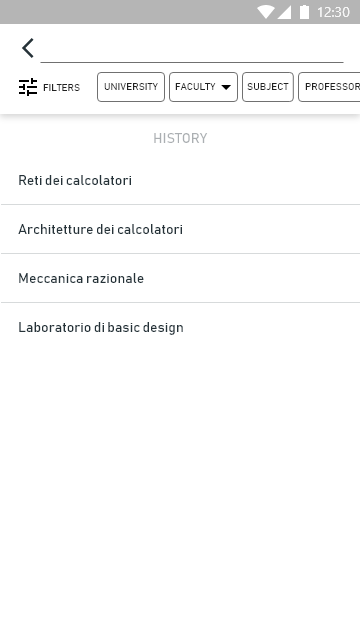 12:30
FILTERS UNIVERSITY FACULTY SUBJECT PROFESSOR
HISTORY
Reti dei calcolatori
Architetture dei calcolatori
Meccanica razionale
Laboratorio di basic design